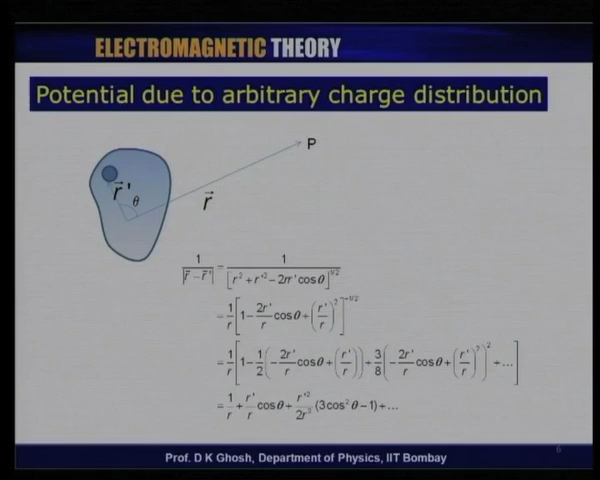 ELECTROMAGNETIC THEORY
Potential due to arbitrary charge distribution
P
r⃗'
θ
r⃗
1/|r⃗ − r⃗'| = 1/[r² + r'² − 2rr' cosθ]^{1/2}
= 1/r [1 − 2r'/r cosθ + (r'/r)²]^{−1/2}
= 1/r [1 − 1/2 (−2r'/r cosθ + (r'/r)) + 3/8 (−2r'/r cosθ + (r'/r)²)² + ...]
= 1/r + r'/r cosθ + r'²/2r³ (3cos²θ − 1) + ...
6
Prof. D K Ghosh, Department of Physics, IIT Bombay